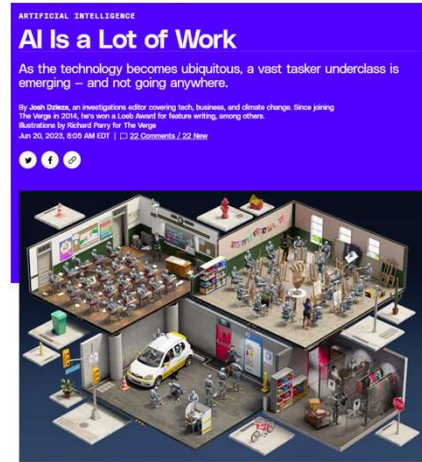 ARTIFICIAL INTELLIGENCE
AI Is a Lot of Work
As the technology becomes ubiquitous, a vast tasker underclass is
emerging — and not going anywhere.
By Josh Dzieza, an investigations editor covering tech, business, and climate change. Since joining
The Verge in 2014, he's won a Loeb Award for feature writing, among others.
Illustrations by Richard Parry for The Verge
Jun 20, 2023, 8:05 AM EDT | 22 Comments / 22 New